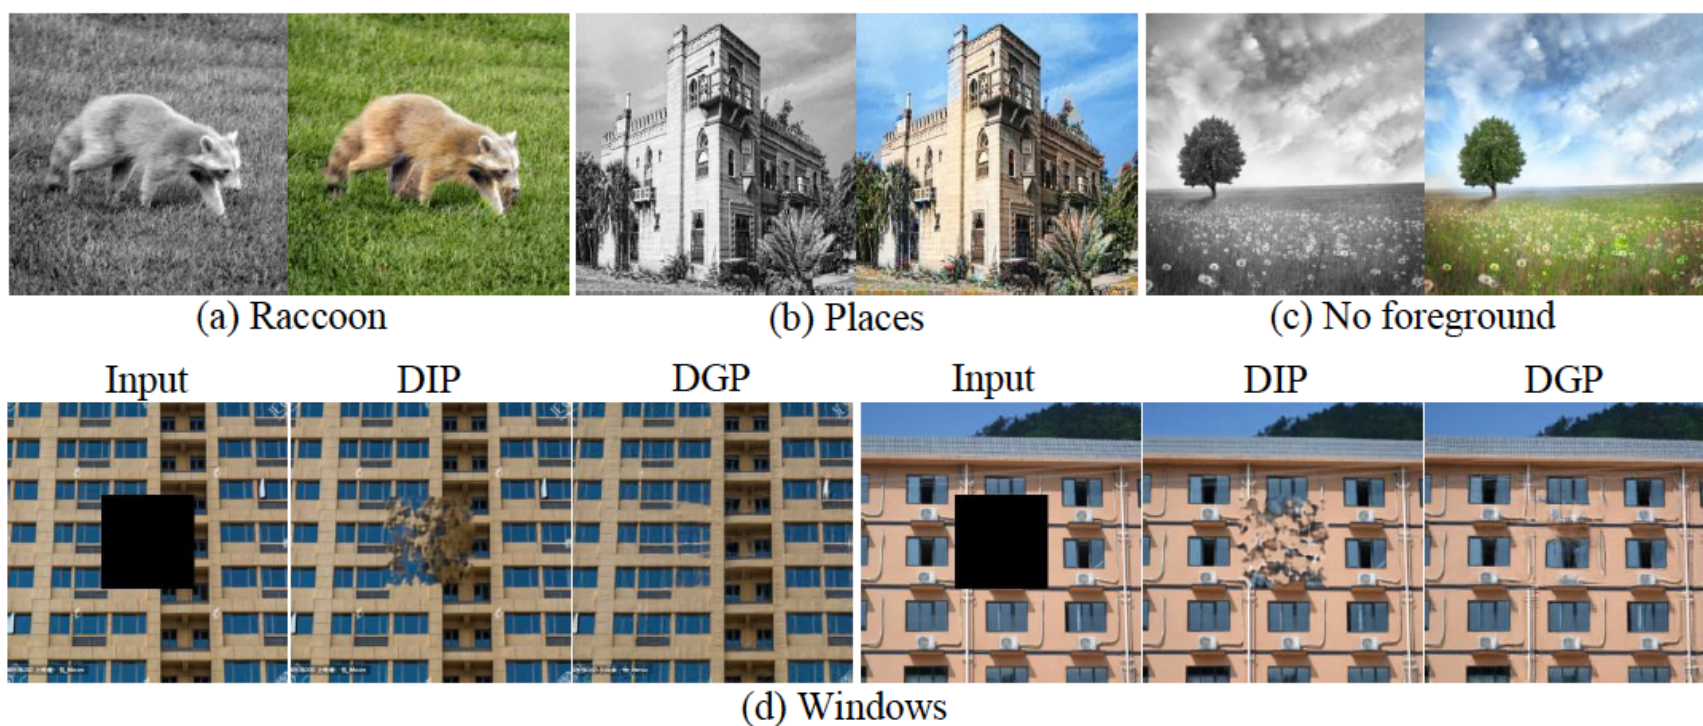 (a) Raccoon
(b) Places
(c) No foreground
Input
DIP
DGP
Input
DIP
DGP
(d) Windows